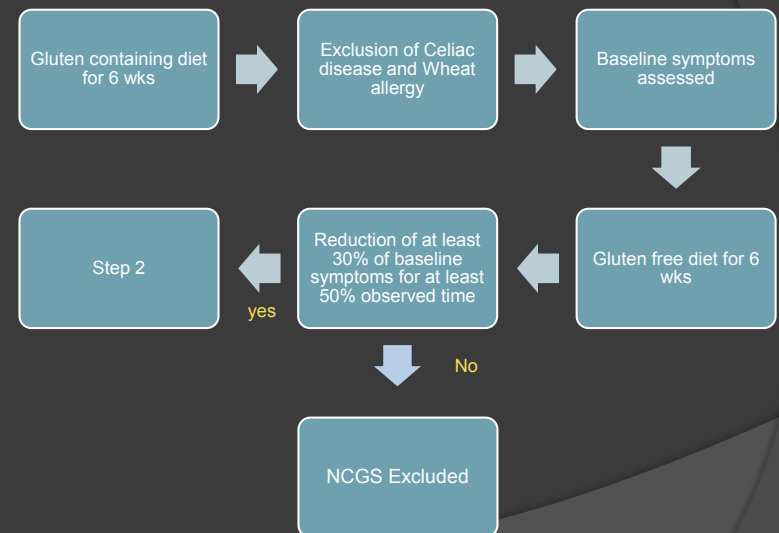 Gluten containing diet
for 6 wks
Exclusion of Celiac
disease and Wheat
allergy
Baseline symptoms
assessed
Gluten free diet for 6
wks
Reduction of at least
30% of baseline
symptoms for at least
50% observed time
Step 2
yes
No
NCGS Excluded